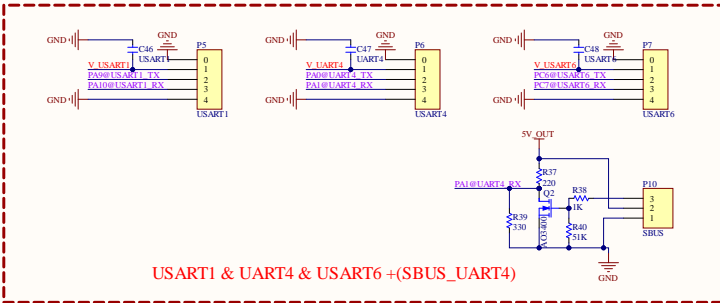 GND
C46
USART1
GND
P5
V_USART1
PA9@USART1_TX
PA10@USART1_RX
GND
0
1
2
3
4
USART1
GND
C47
UART4
GND
P6
V_UART4
PA0@UART4_TX
PA1@UART4_RX
GND
0
1
2
3
4
USART4
GND
C48
USART6
GND
P7
V_USART6
PC6@USART6_TX
PC7@USART6_RX
GND
0
1
2
3
4
USART6
5V_OUT
R37
220
PA1@UART4_RX
Q2
AO3400
R39
330
R38
1K
R40
51K
P10
3
2
1
SBUS
GND
USART1 & UART4 & USART6 +(SBUS_UART4)